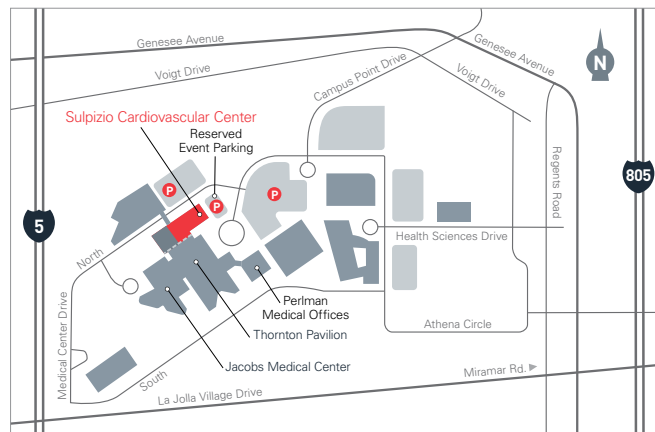 Genesee Avenue
Genesee Avenue
Voigt Drive
Voigt Drive
Campus Point Drive
N
Sulpizio Cardiovascular Center
Reserved
Event Parking
P
P
P
Regents Road
805
5
North
Health Sciences Drive
Medical Center Drive
Perlman
Medical Offices
Thornton Pavilion
Athena Circle
Jacobs Medical Center
South
Miramar Rd.
La Jolla Village Drive